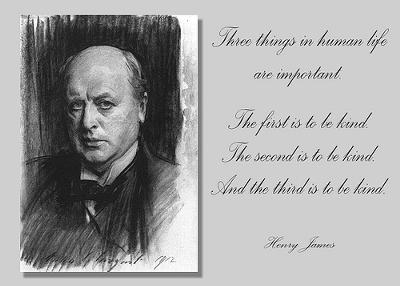 Three things in human life
are important.
The first is to be kind.
The second is to be kind.
And the third is to be kind.
Henry James
1912